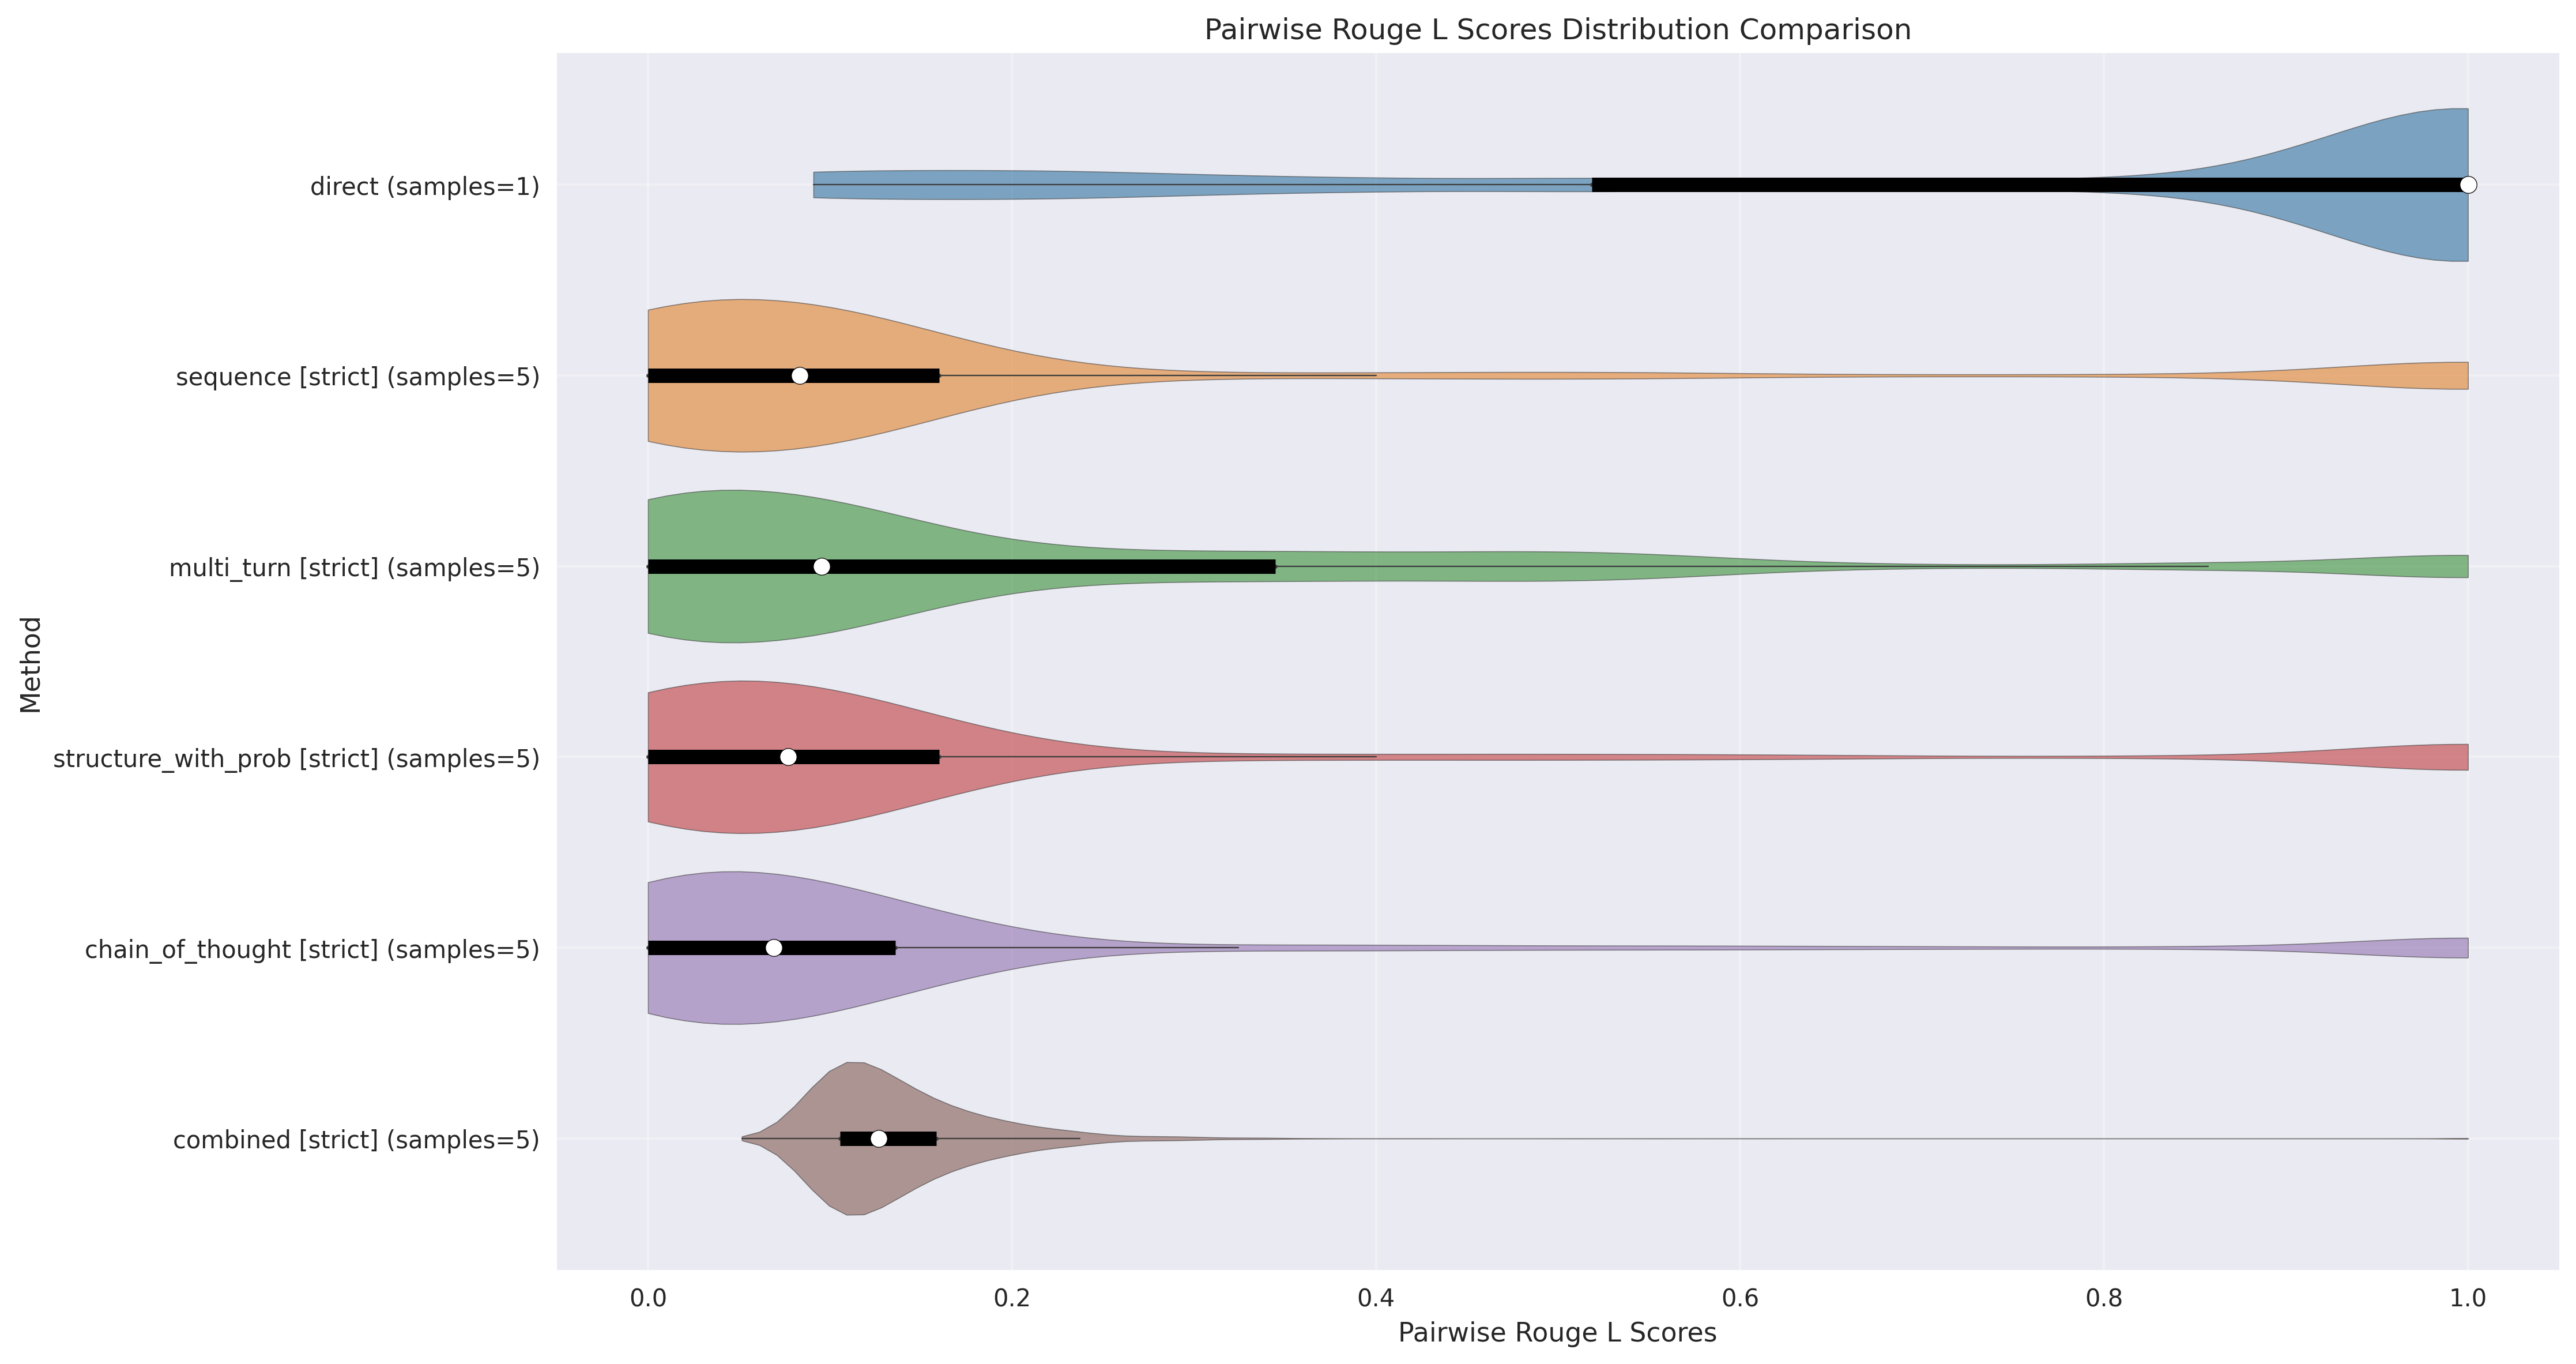 Pairwise Rouge L Scores Distribution Comparison
Method
direct (samples=1)
sequence [strict] (samples=5)
multi_turn [strict] (samples=5)
structure_with_prob [strict] (samples=5)
chain_of_thought [strict] (samples=5)
combined [strict] (samples=5)
0.0 0.2 0.4 0.6 0.8 1.0
Pairwise Rouge L Scores